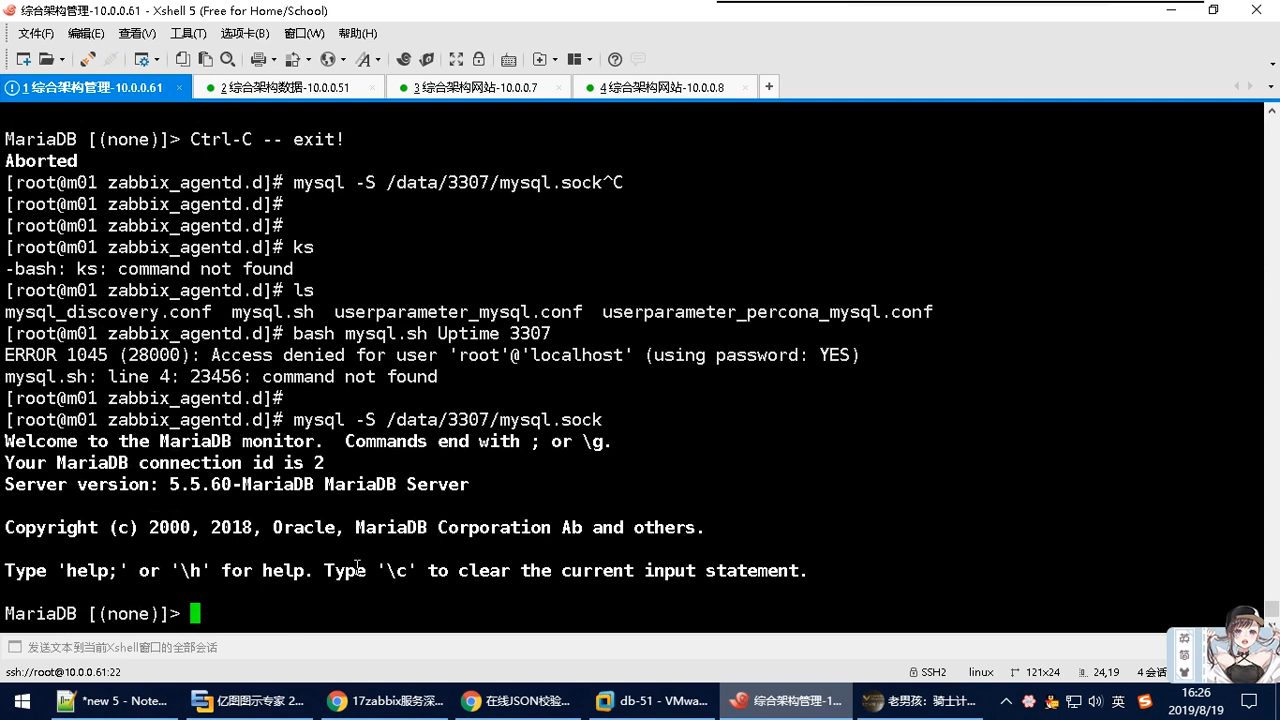 综合架构管理-10.0.0.61 - Xshell 5 (Free for Home/School)
文件(F) 编辑(E) 查看(V) 工具(T) 选项卡(B) 窗口(W) 帮助(H)
1 综合架构管理-10.0.0.61 × 2 综合架构数据-10.0.0.51 × 3 综合架构网站-10.0.0.7 × 4 综合架构网站-10.0.0.8 × +
MariaDB [(none)]> Ctrl-C -- exit!
Aborted
[root@m01 zabbix_agentd.d]# mysql -S /data/3307/mysql.sock^C
[root@m01 zabbix_agentd.d]#
[root@m01 zabbix_agentd.d]#
[root@m01 zabbix_agentd.d]# ks
-bash: ks: command not found
[root@m01 zabbix_agentd.d]# ls
mysql_discovery.conf  mysql.sh  userparameter_mysql.conf  userparameter_percona_mysql.conf
[root@m01 zabbix_agentd.d]# bash mysql.sh Uptime 3307
ERROR 1045 (28000): Access denied for user 'root'@'localhost' (using password: YES)
mysql.sh: line 4: 23456: command not found
[root@m01 zabbix_agentd.d]#
[root@m01 zabbix_agentd.d]# mysql -S /data/3307/mysql.sock
Welcome to the MariaDB monitor.  Commands end with ; or \g.
Your MariaDB connection id is 2
Server version: 5.5.60-MariaDB MariaDB Server
Copyright (c) 2000, 2018, Oracle, MariaDB Corporation Ab and others.
Type 'help;' or '\h' for help. Type '\c' to clear the current input statement.
MariaDB [(none)]>
发送文本到当前Xshell窗口的全部会话
英
简
ssh://root@10.0.0.61:22 SSH2 linux 121x24 24,19 4 会话
*new 5 - Note... 亿图图示专家 2... 17zabbix服务深... 在线JSON校验... db-51 - VMwa... 综合架构管理-1... 老男孩：骑士计... 英 16:26
2019/8/19